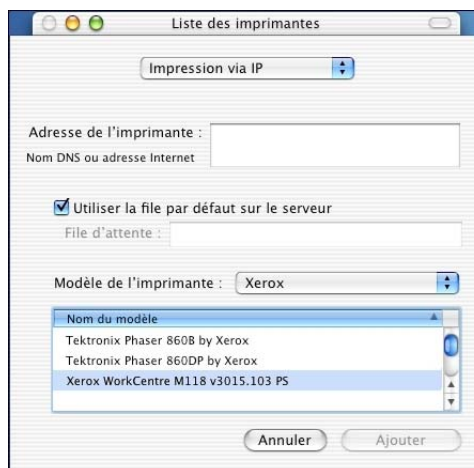 Liste des imprimantes
Impression via IP
Adresse de l'imprimante :
Nom DNS ou adresse Internet
Utiliser la file par défaut sur le serveur
File d'attente :
Modèle de l'imprimante : Xerox
Nom du modèle
Tektronix Phaser 860B by Xerox
Tektronix Phaser 860DP by Xerox
Xerox WorkCentre M118 v3015.103 PS
Annuler Ajouter